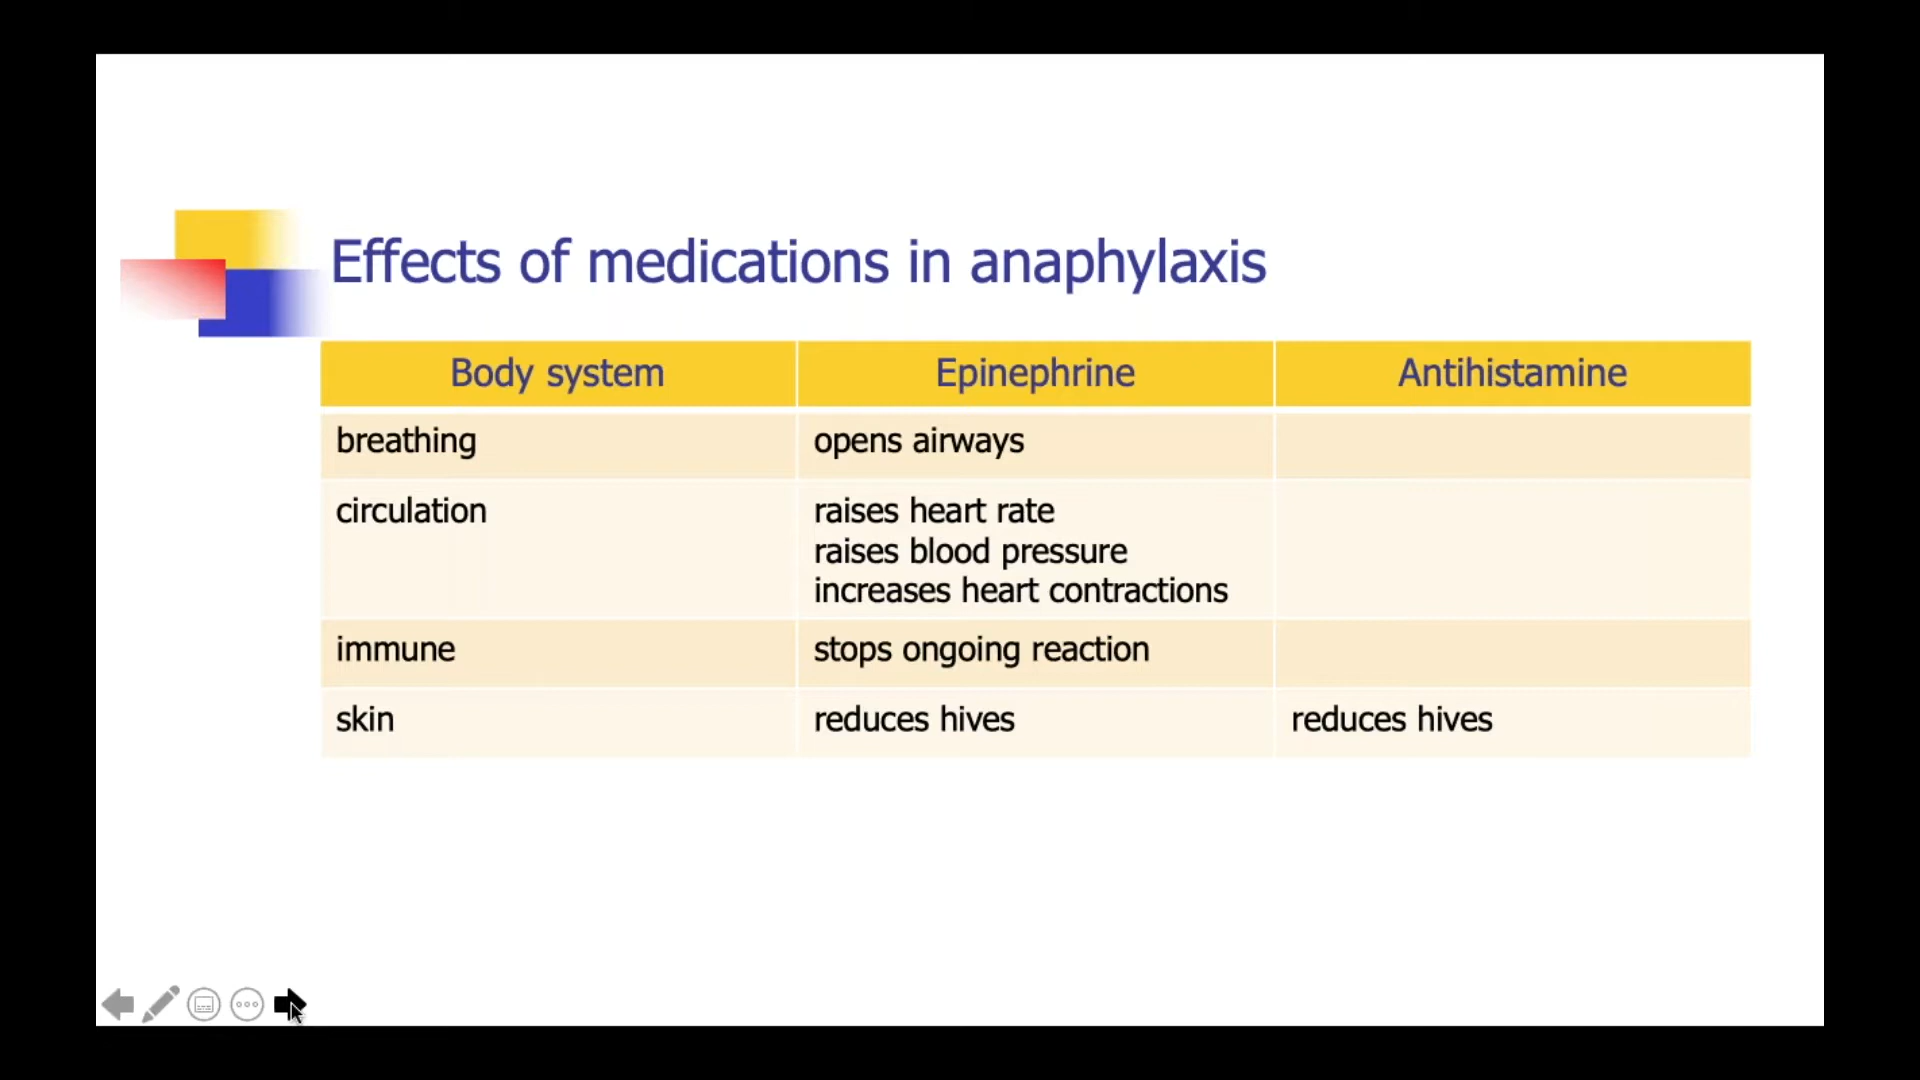 Effects of medications in anaphylaxis
Body system Epinephrine Antihistamine
breathing opens airways
circulation raises heart rate
raises blood pressure
increases heart contractions
immune stops ongoing reaction
skin reduces hives reduces hives